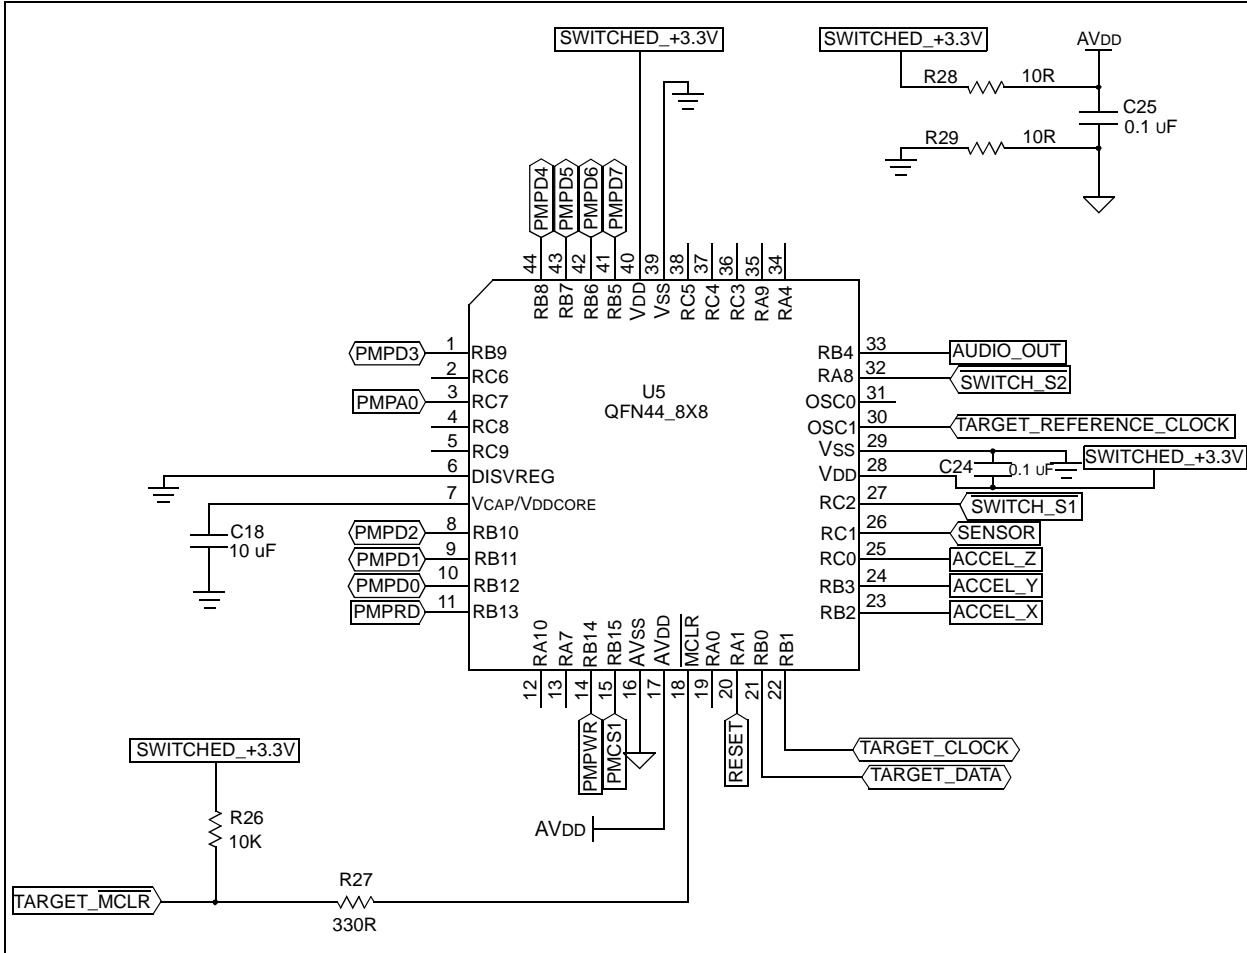 SWITCHED_+3.3V
SWITCHED_+3.3V
AVDD
R28
10R
C25
0.1 uF
R29
10R
PMPD4
PMPD5
PMPD6
PMPD7
44
43
42
41
40
39
38
37
36
35
34
RB8
RB7
RB6
RB5
VDD
VSS
RC5
RC4
RC3
RA9
RA4
PMPD3
1
RB9
2
RC6
PMPA0
3
RC7
4
RC8
5
RC9
6
DISVREG
7
VCAP/VDDCORE
C18
10 uF
PMPD2
8
RB10
PMPD1
9
RB11
PMPD0
10
RB12
PMPRD
11
RB13
U5
QFN44_8X8
RB4
33
AUDIO_OUT
RA8
32
SWITCH_S2
OSC0
31
OSC1
30
TARGET_REFERENCE_CLOCK
VSS
29
C24
0.1 uF
SWITCHED_+3.3V
VDD
28
RC2
27
SWITCH_S1
RC1
26
SENSOR
RC0
25
ACCEL_Z
RB3
24
ACCEL_Y
RB2
23
ACCEL_X
RA10
RA7
RB14
RB15
AVSS
AVDD
MCLR
RA0
RA1
RB0
RB1
12
13
14
15
16
17
18
19
20
21
22
PMPWR
PMCS1
RESET
TARGET_CLOCK
TARGET_DATA
AVDD
SWITCHED_+3.3V
R26
10K
TARGET_MCLR
R27
330R